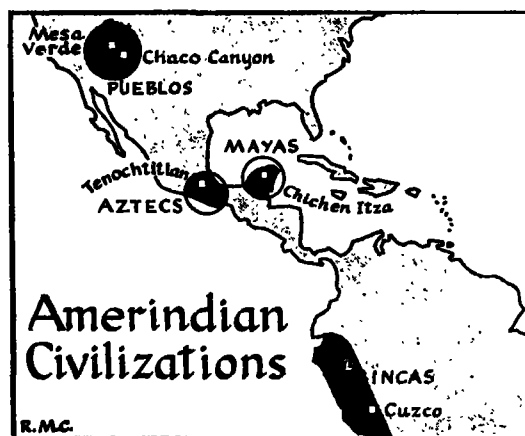 Mesa
Verde
Chaco Canyon
PUEBLOS
MAYAS
Tenochtitlan
Chichen Itza
AZTECS
Amerindian
Civilizations
INCAS
Cuzco
R.M.C.